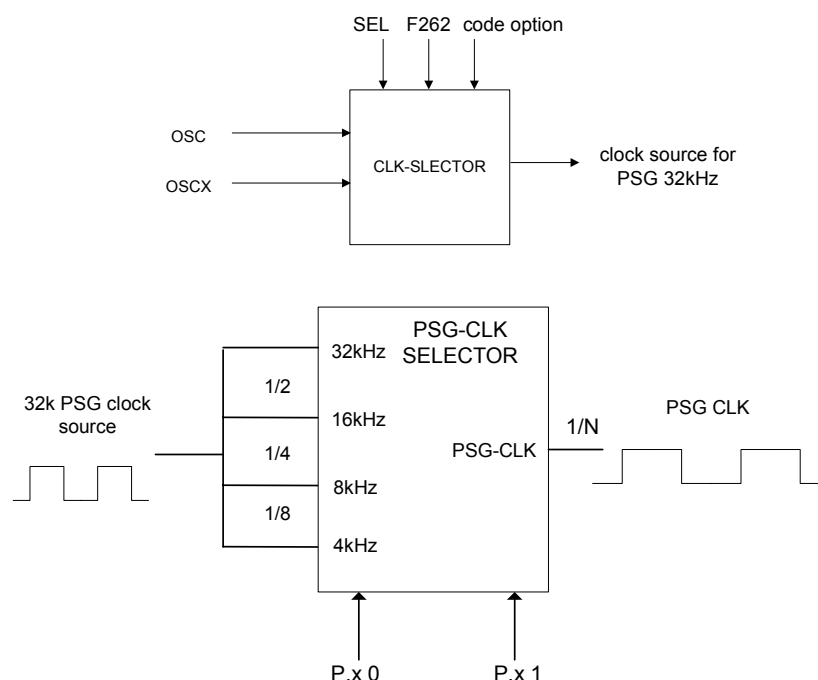 SEL F262 code option
OSC
OSCX
CLK-SLECTOR
clock source for
PSG 32kHz
PSG-CLK
SELECTOR
32kHz
1/2
16kHz
1/4
8kHz
1/8
4kHz
32k PSG clock
source
PSG-CLK
1/N
PSG CLK
P.x 0
P.x 1